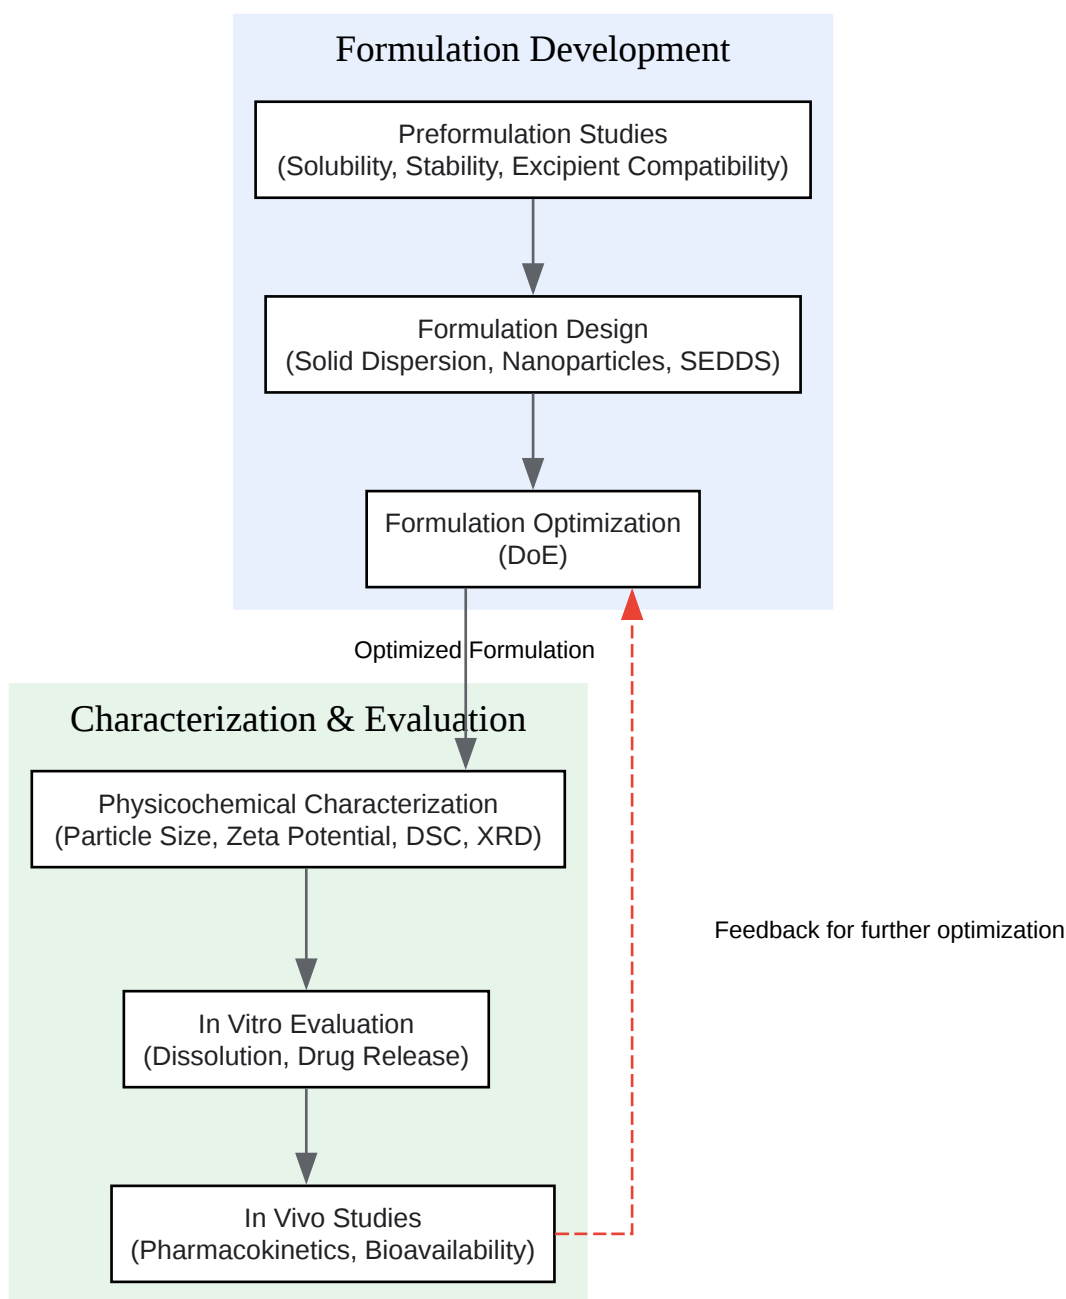 Formulation Development
Preformulation Studies
(Solubility, Stability, Excipient Compatibility)
Formulation Design
(Solid Dispersion, Nanoparticles, SEDDS)
Formulation Optimization
(DoE)
Optimized Formulation
Characterization & Evaluation
Physicochemical Characterization
(Particle Size, Zeta Potential, DSC, XRD)
Feedback for further optimization
In Vitro Evaluation
(Dissolution, Drug Release)
In Vivo Studies
(Pharmacokinetics, Bioavailability)